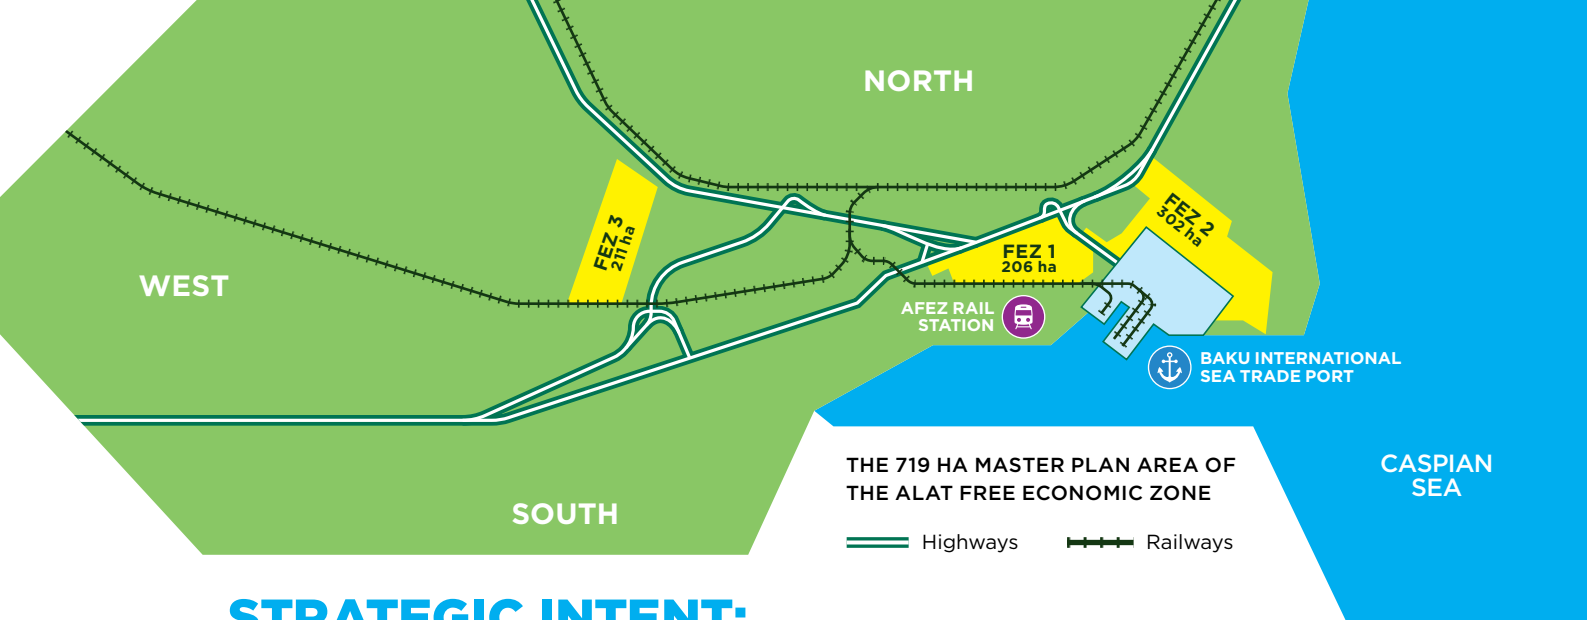 NORTH
FEZ 2
302 ha
FEZ 3
211 ha
FEZ 1
206 ha
WEST
AFEZ RAIL
STATION
BAKU INTERNATIONAL
SEA TRADE PORT
THE 719 HA MASTER PLAN AREA OF
THE ALAT FREE ECONOMIC ZONE
CASPIAN
SEA
SOUTH
Highways
Railways
STRATEGIC INTENT: